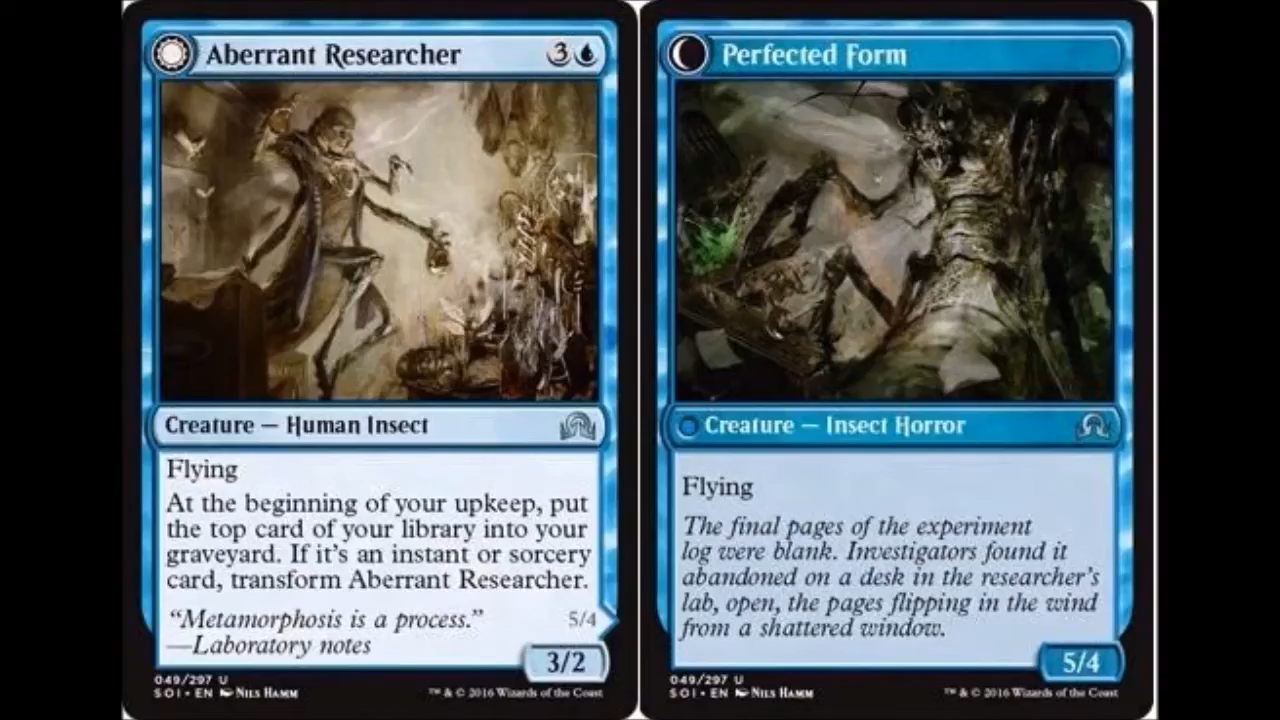 Aberrant Researcher 3
Creature — Human Insect
Flying
At the beginning of your upkeep, put
the top card of your library into your
graveyard. If it's an instant or sorcery
card, transform Aberrant Researcher.
"Metamorphosis is a process."
—Laboratory notes
5/4
3/2
049/297 U
SOI • EN Nils Hamm
™ & © 2016 Wizards of the Coast
Perfected Form
Creature — Insect Horror
Flying
The final pages of the experiment
log were blank. Investigators found it
abandoned on a desk in the researcher's
lab, open, the pages flipping in the wind
from a shattered window.
5/4
049/297 U
SOI • EN Nils Hamm
™ & © 2016 Wizards of the Coast